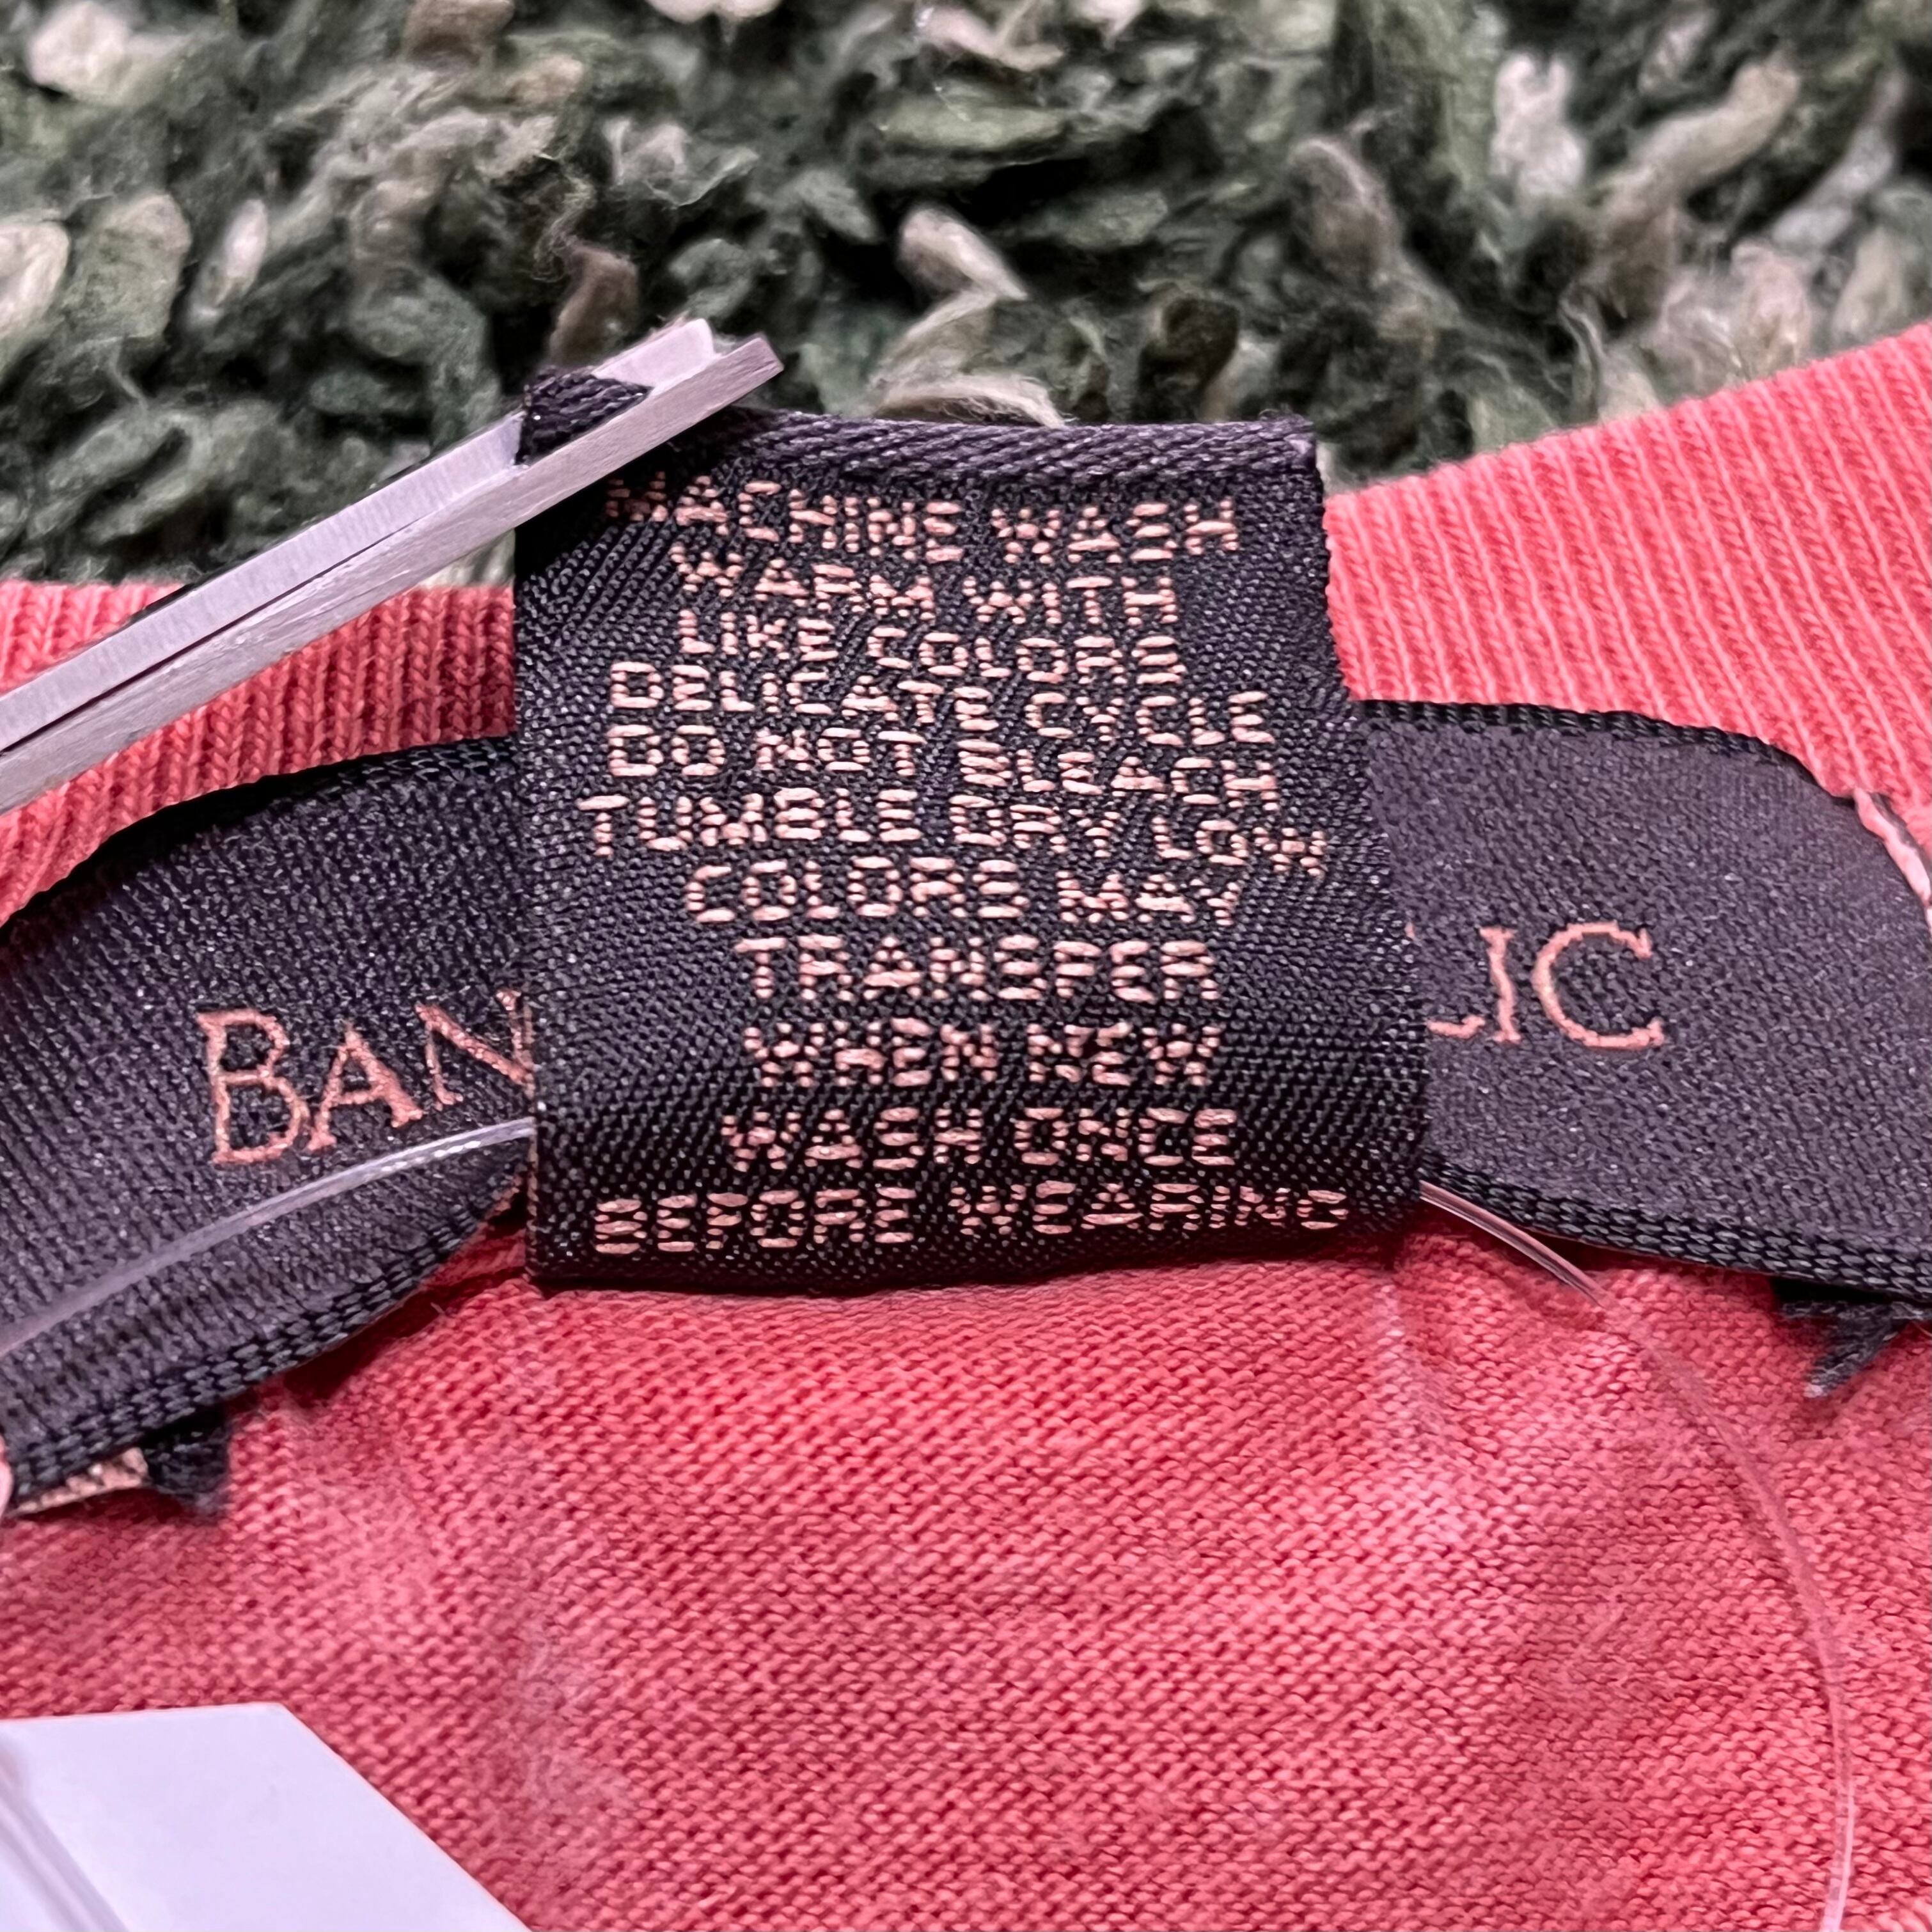 MACHINE WASH
WARM WITH
LIKE COLORS
DELICATE CYCLE
DO NOT BLEACH
TUMBLE DRY LOW
COLORS MAY
TRANSFER
WHEN NEW
WASH ONCE
BEFORE WEARING
BAN LIC